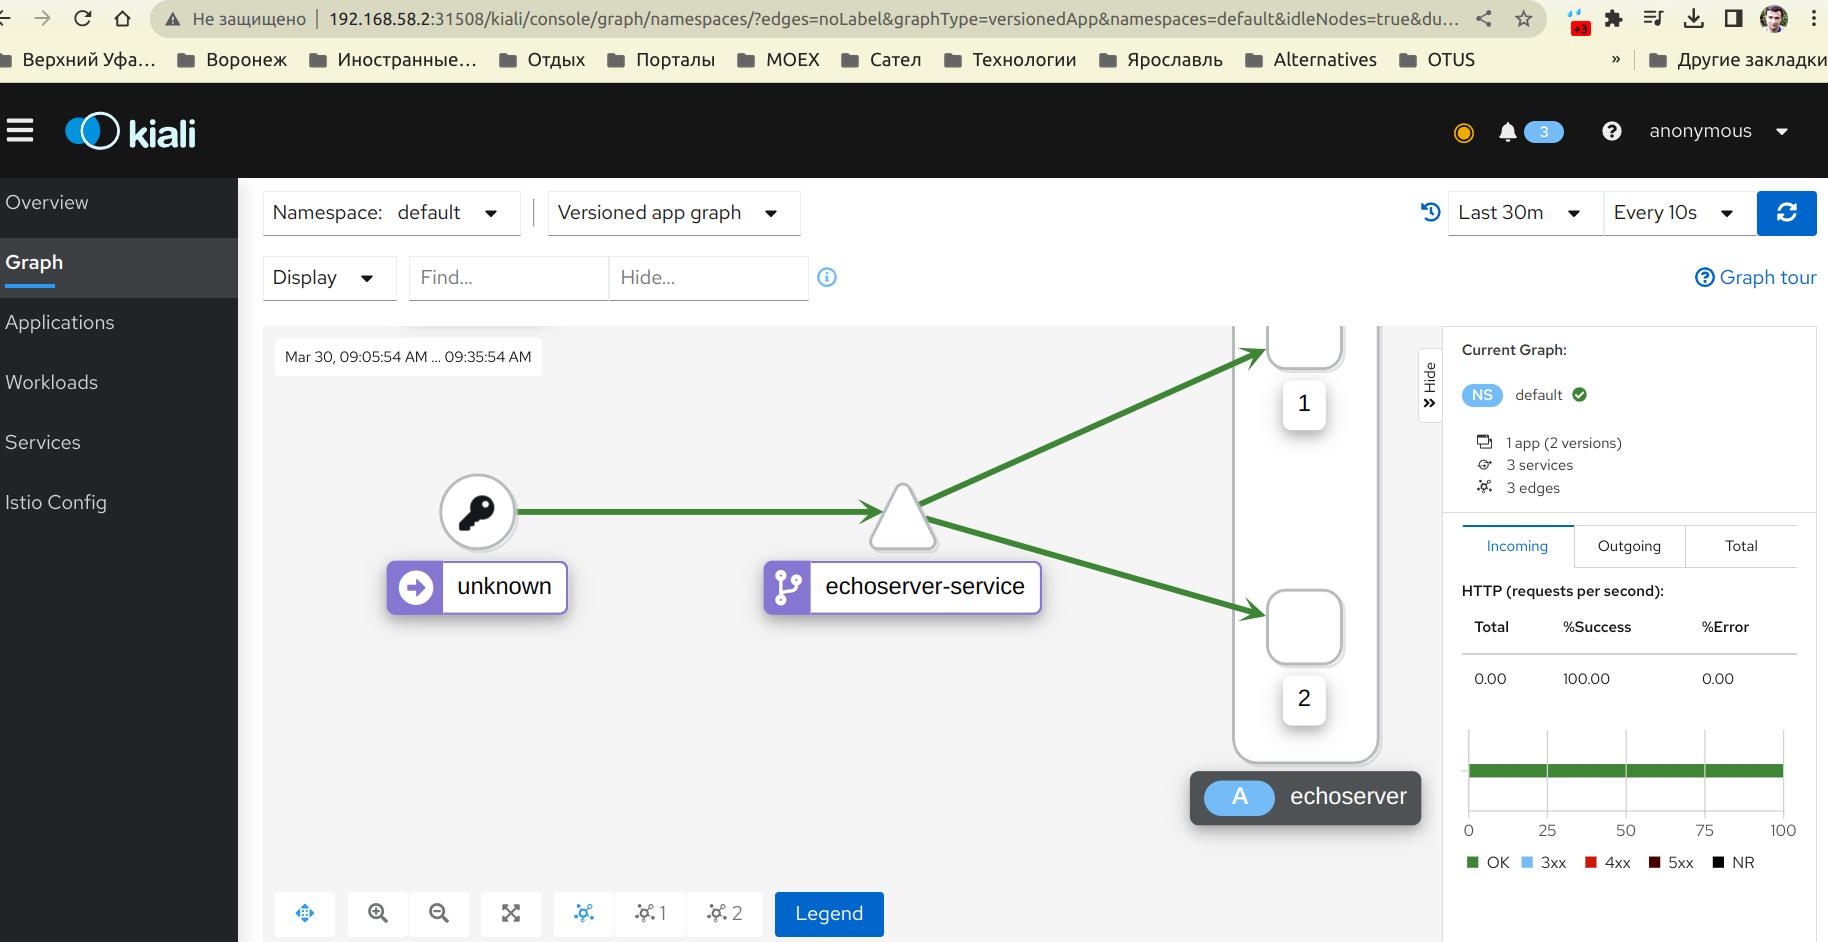 Не защищено 192.168.58.2:31508/kiali/console/graph/namespaces/?edges=noLabel&graphType=versionedApp&namespaces=default&idleNodes=true&du...
+3
Верхний Уфа... Воронеж Иностранные... Отдых Порталы MOEX Сател Технологии Ярославль Alternatives OTUS » Другие закладки
kiali
3
anonymous
Overview
Graph
Applications
Workloads
Services
Istio Config
Namespace: default
Versioned app graph
Last 30m
Every 10s
Display
Find...
Hide...
Graph tour
Mar 30, 09:05:54 AM ... 09:35:54 AM
1
unknown
echoserver-service
2
A echoserver
Legend
1
2
Hide
Current Graph:
NS default
1 app (2 versions)
3 services
3 edges
Incoming Outgoing Total
HTTP (requests per second):
Total %Success %Error
0.00 100.00 0.00
0 25 50 75 100
OK 3xx 4xx 5xx NR